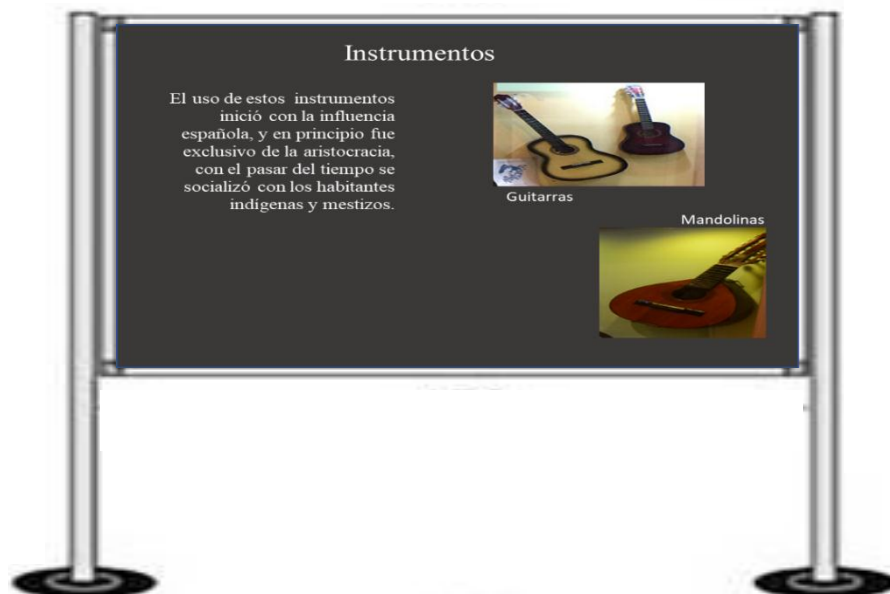 Instrumentos
El uso de estos instrumentos
inició con la influencia
española, y en principio fue
exclusivo de la aristocracia,
con el pasar del tiempo se
socializó con los habitantes
indígenas y mestizos.
Guitarras
Mandolinas